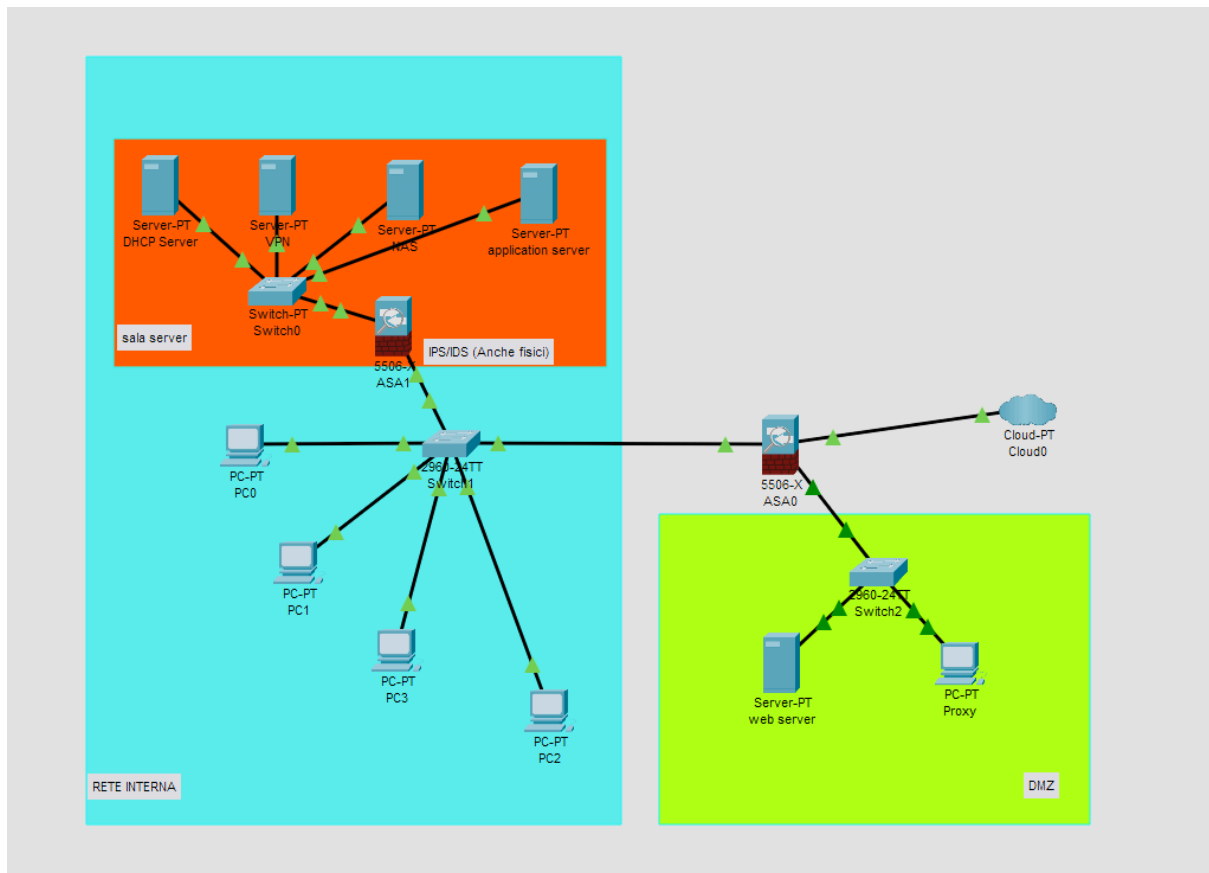 Server-PT
DHCP Server
Server-PT
VPN
Server-PT
NAS
Server-PT
application server
Switch-PT
Switch0
sala server
IPS/IDS (Anche fisici)
5506-X
ASA1
PC-PT
PC0
2960-24TT
Switch1
5506-X
ASA0
Cloud-PT
Cloud0
PC-PT
PC1
PC-PT
PC3
PC-PT
PC2
2960-24TT
Switch2
Server-PT
web server
PC-PT
Proxy
RETE INTERNA
DMZ